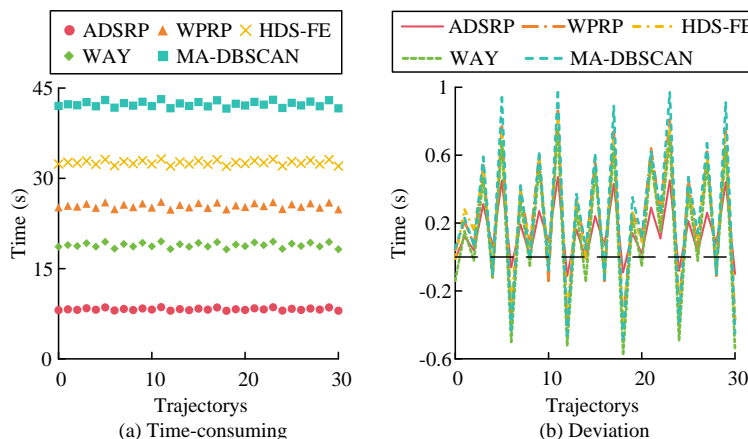 ADSRP WPRP HDS-FE
WAY MA-DBSCAN
45
30
15
0
Time (s)
0 10 20 30
Trajectorys
(a) Time-consuming
ADSRP WPRP HDS-FE
WAY MA-DBSCAN
1.0
0.6
0.2
-0.2
-0.6
Time (s)
0 10 20 30
Trajectorys
(b) Deviation